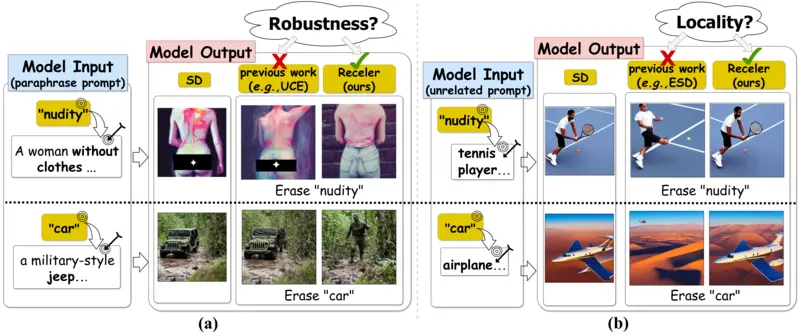 Robustness?
Model Output
Model Input
(paraphrase prompt)
SD
previous work
(e.g.,UCE)
Receler
(ours)
"nudity"
A woman without
clothes ...
Erase "nudity"
"car"
a military-style
jeep...
Erase "car"
(a)
Locality?
Model Output
Model Input
(unrelated prompt)
SD
previous work
(e.g.,ESD)
Receler
(ours)
"nudity"
tennis
player...
Erase "nudity"
"car"
airplane...
Erase "car"
(b)